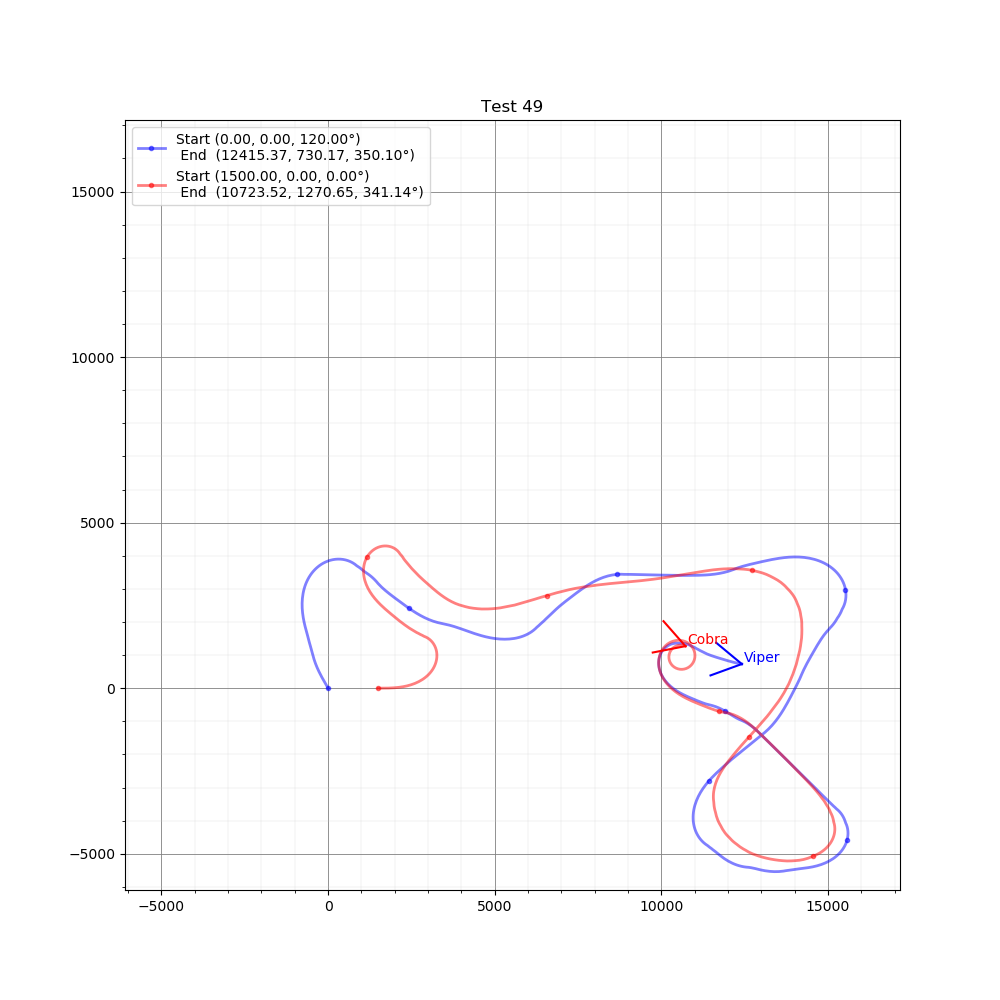 Test 49
Start (0.00, 0.00, 120.00°)
End (12415.37, 730.17, 350.10°)
Start (1500.00, 0.00, 0.00°)
End (10723.52, 1270.65, 341.14°)
15000
10000
5000
Cobra
Viper
0
−5000
−5000 0 5000 10000 15000